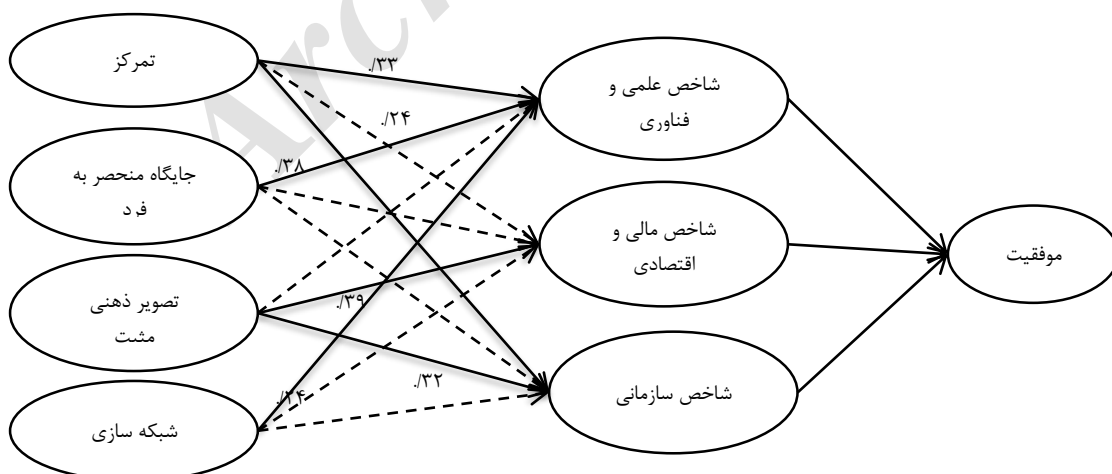 تمرکز
جایگاه منحصر به
فرد
تصویر ذهنی
مثبت
شبکه سازی
./۳۳
./۲۴
./۳۸
./۳۹
./۳۲
./۲۴
شاخص علمی و
فناوری
شاخص مالی و
اقتصادی
شاخص سازمانی
موفقیت